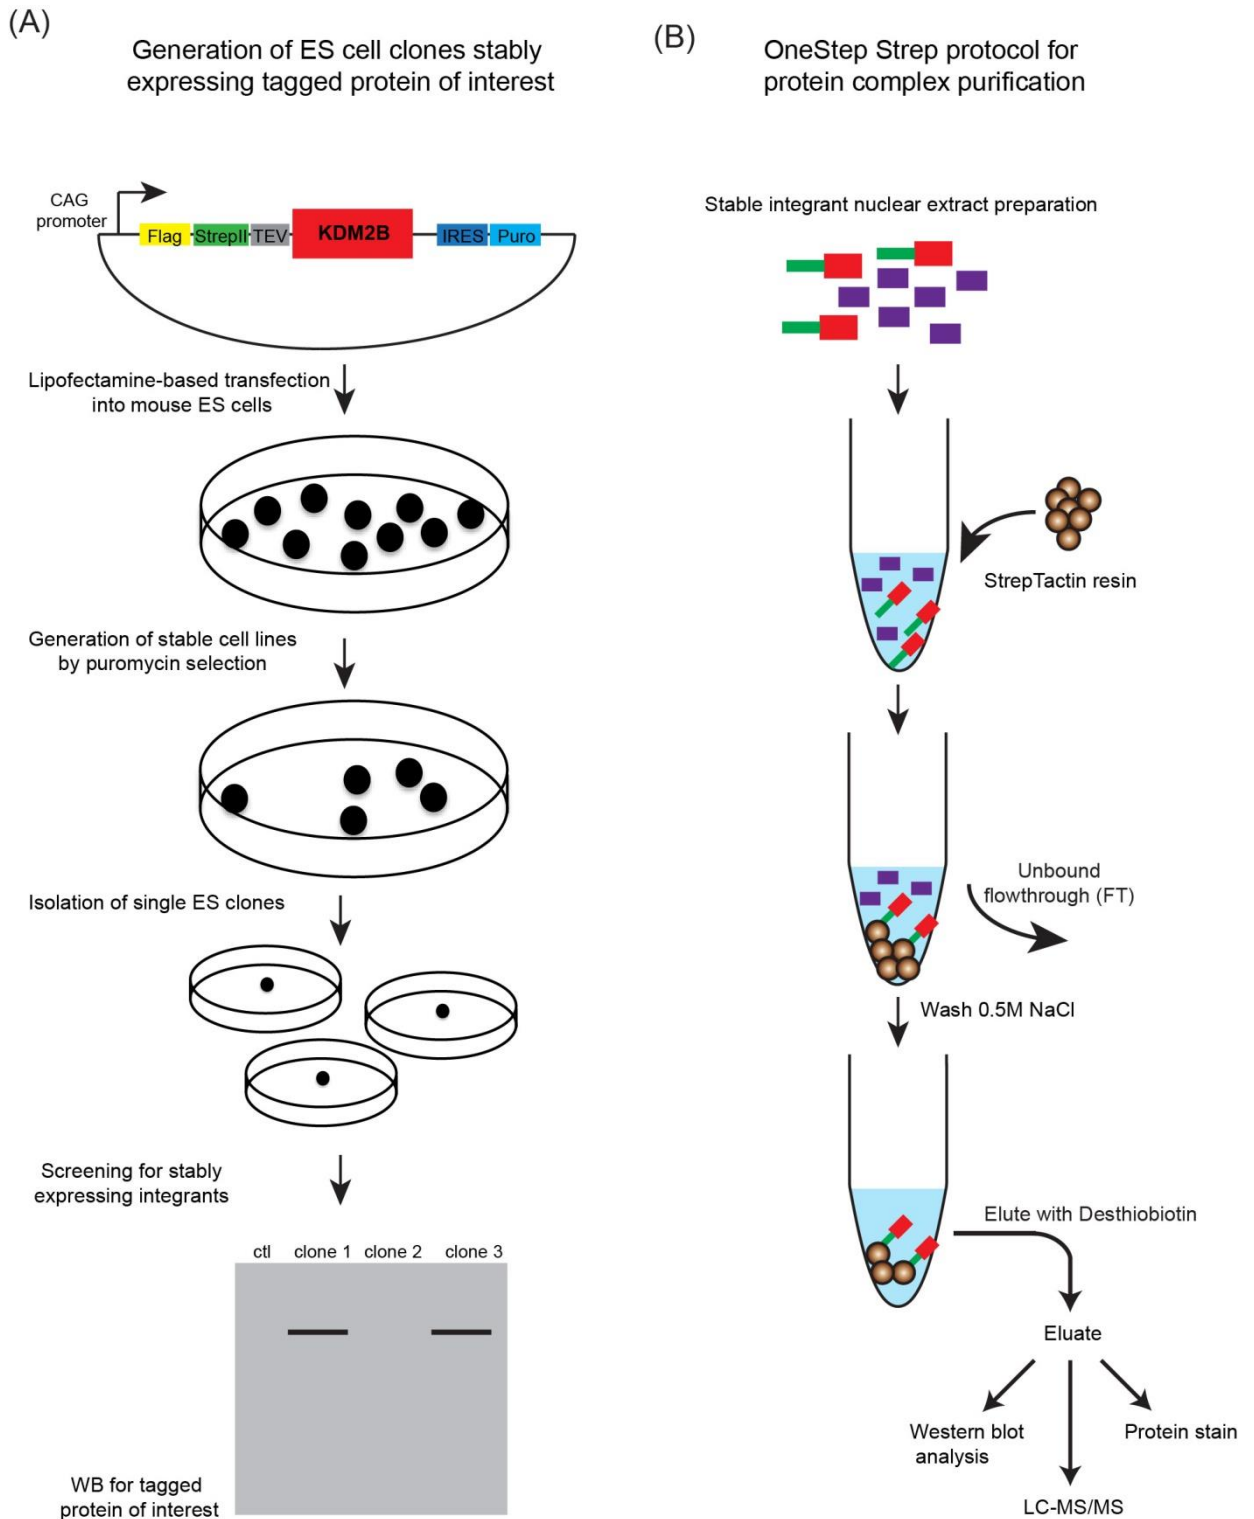 (A)
Generation of ES cell clones stably
expressing tagged protein of interest
CAG
promoter
Flag StrepII TEV KDM2B IRES Puro
Lipofectamine-based transfection
into mouse ES cells
Generation of stable cell lines
by puromycin selection
Isolation of single ES clones
Screening for stably
expressing integrants
ctl clone 1 clone 2 clone 3
WB for tagged
protein of interest
(B)
OneStep Strep protocol for
protein complex purification
Stable integrant nuclear extract preparation
StrepTactin resin
Unbound
flowthrough (FT)
Wash 0.5M NaCl
Elute with Desthiobiotin
Eluate
Western blot
analysis
Protein stain
LC-MS/MS